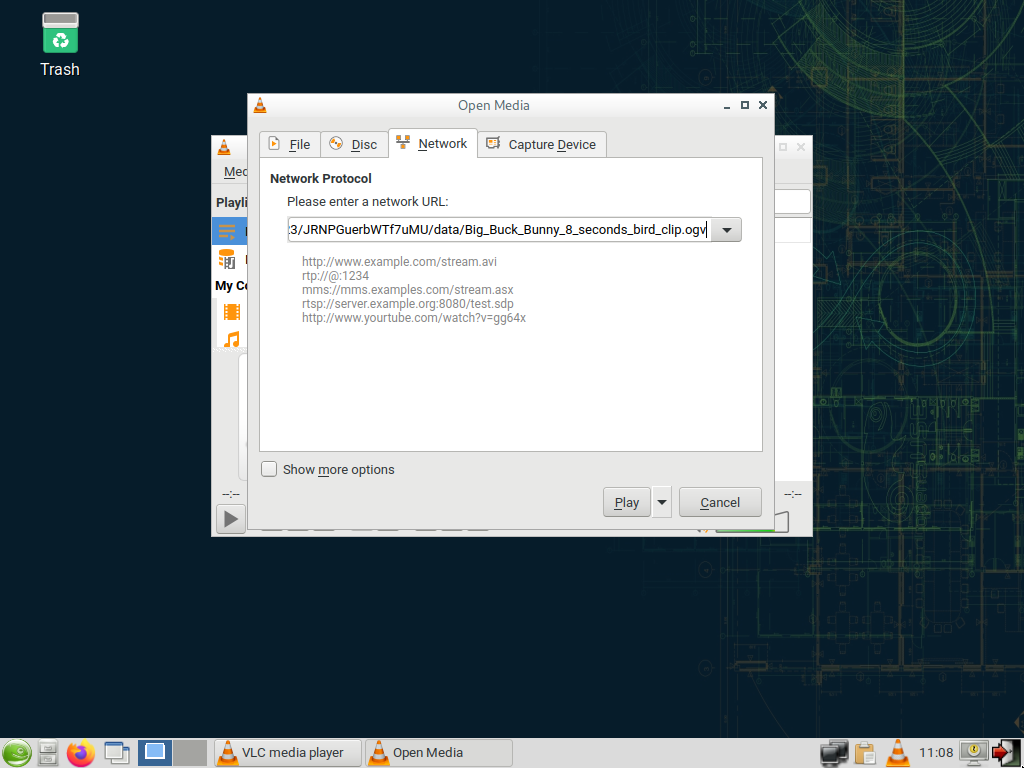 Trash
Open Media
File
Disc
Network
Capture Device
Med
Playli
My Co
Network Protocol
Please enter a network URL:
3/JRNPGuerbWTf7uMU/data/Big_Buck_Bunny_8_seconds_bird_clip.ogv
http://www.example.com/stream.avi
rtp://@:1234
mms://mms.examples.com/stream.asx
rtsp://server.example.org:8080/test.sdp
http://www.yourtube.com/watch?v=gg64x
Show more options
--:--
--:--
Play
Cancel
VLC media player
Open Media
11:08